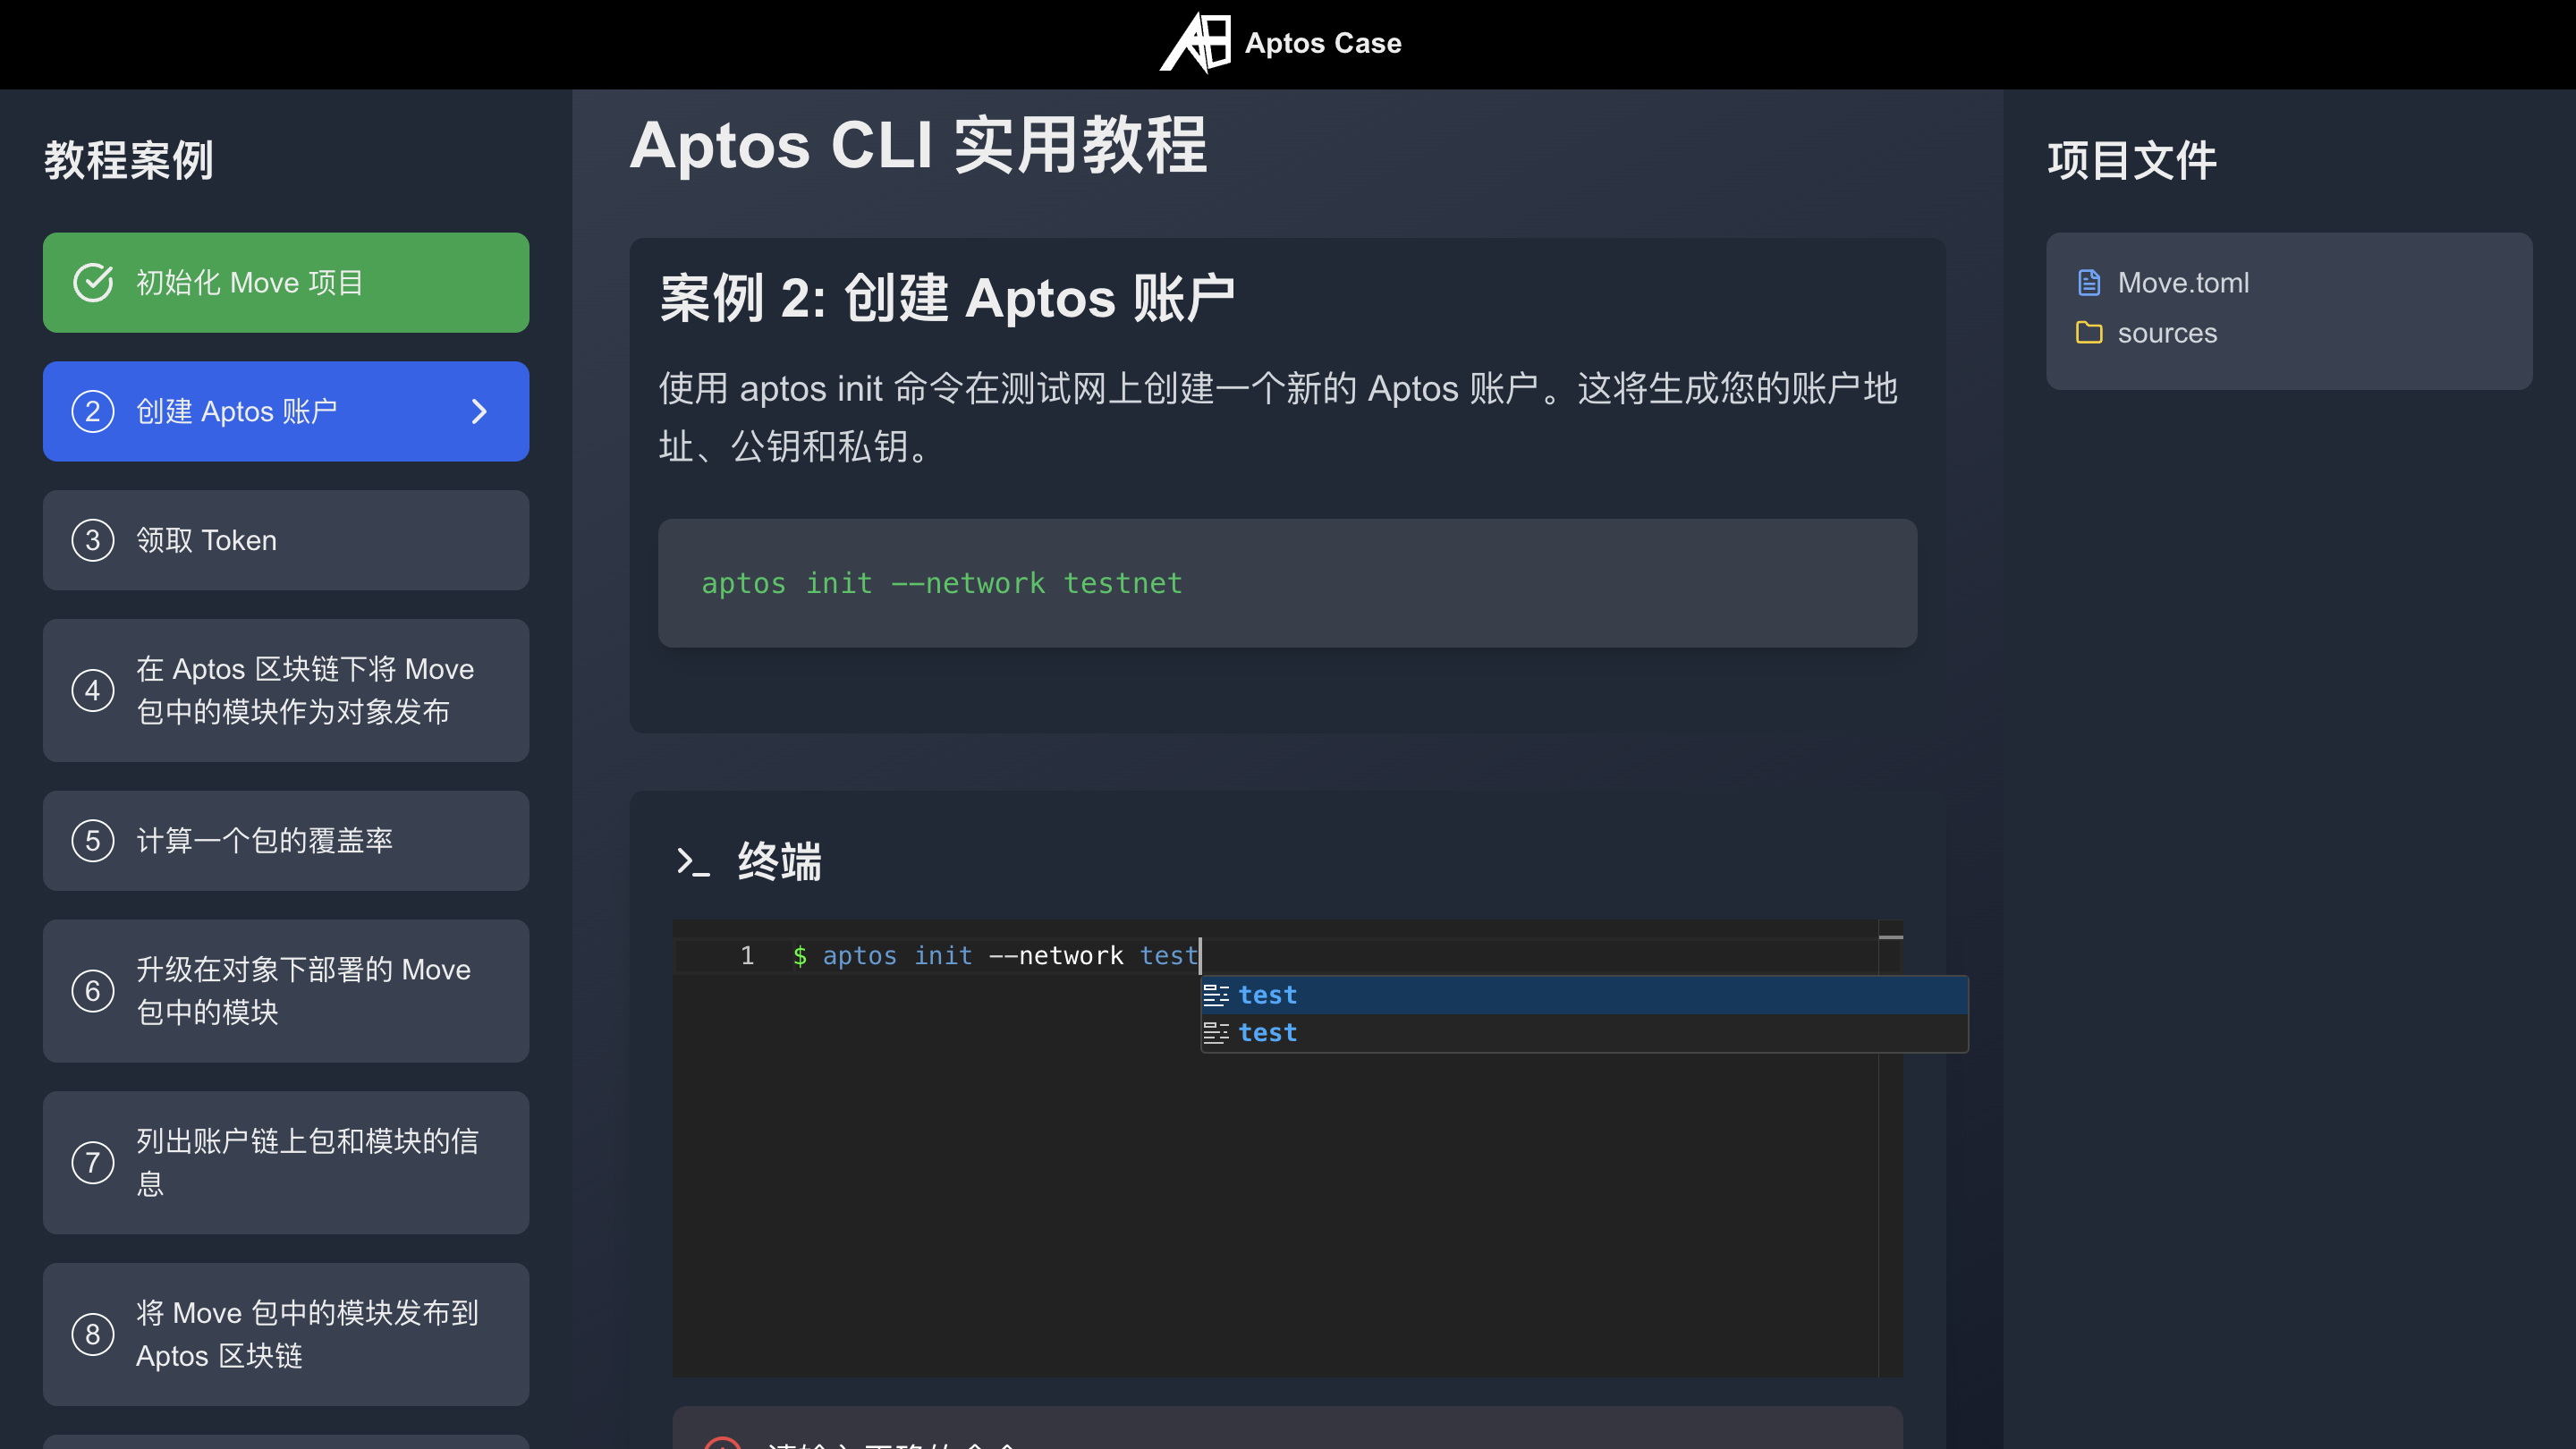 Aptos Case
教程案例
初始化 Move 项目
2 创建 Aptos 账户
3 领取 Token
4 在 Aptos 区块链下将 Move
包中的模块作为对象发布
5 计算一个包的覆盖率
6 升级在对象下部署的 Move
包中的模块
7 列出账户链上包和模块的信
息
8 将 Move 包中的模块发布到
Aptos 区块链
Aptos CLI 实用教程
案例 2: 创建 Aptos 账户
使用 aptos init 命令在测试网上创建一个新的 Aptos 账户。这将生成您的账户地
址、公钥和私钥。
aptos init --network testnet
终端
1 $ aptos init --network test
test
test
请输入正确的命令
项目文件
Move.toml
sources